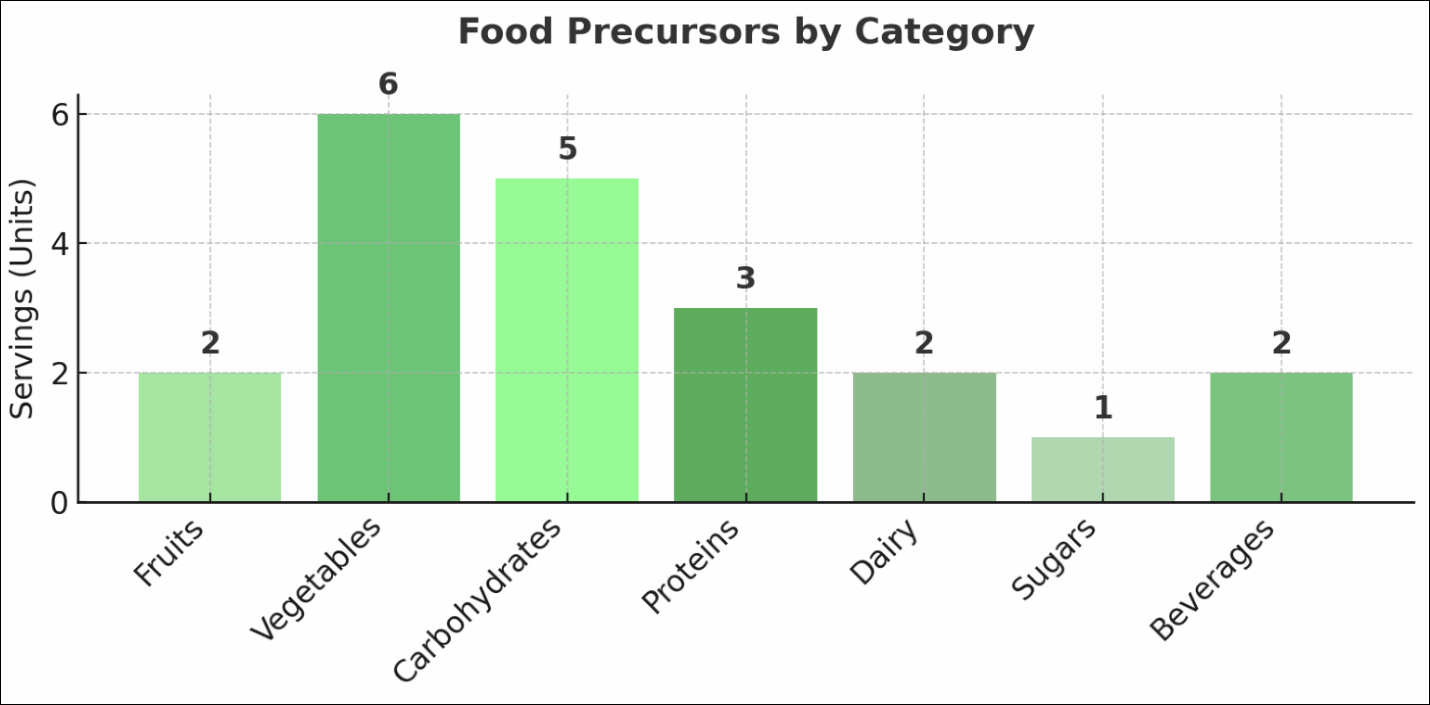 Food Precursors by Category
Servings (Units)
6
4
2
0
2
6
5
3
2
1
2
Fruits
Vegetables
Carbohydrates
Proteins
Dairy
Sugars
Beverages